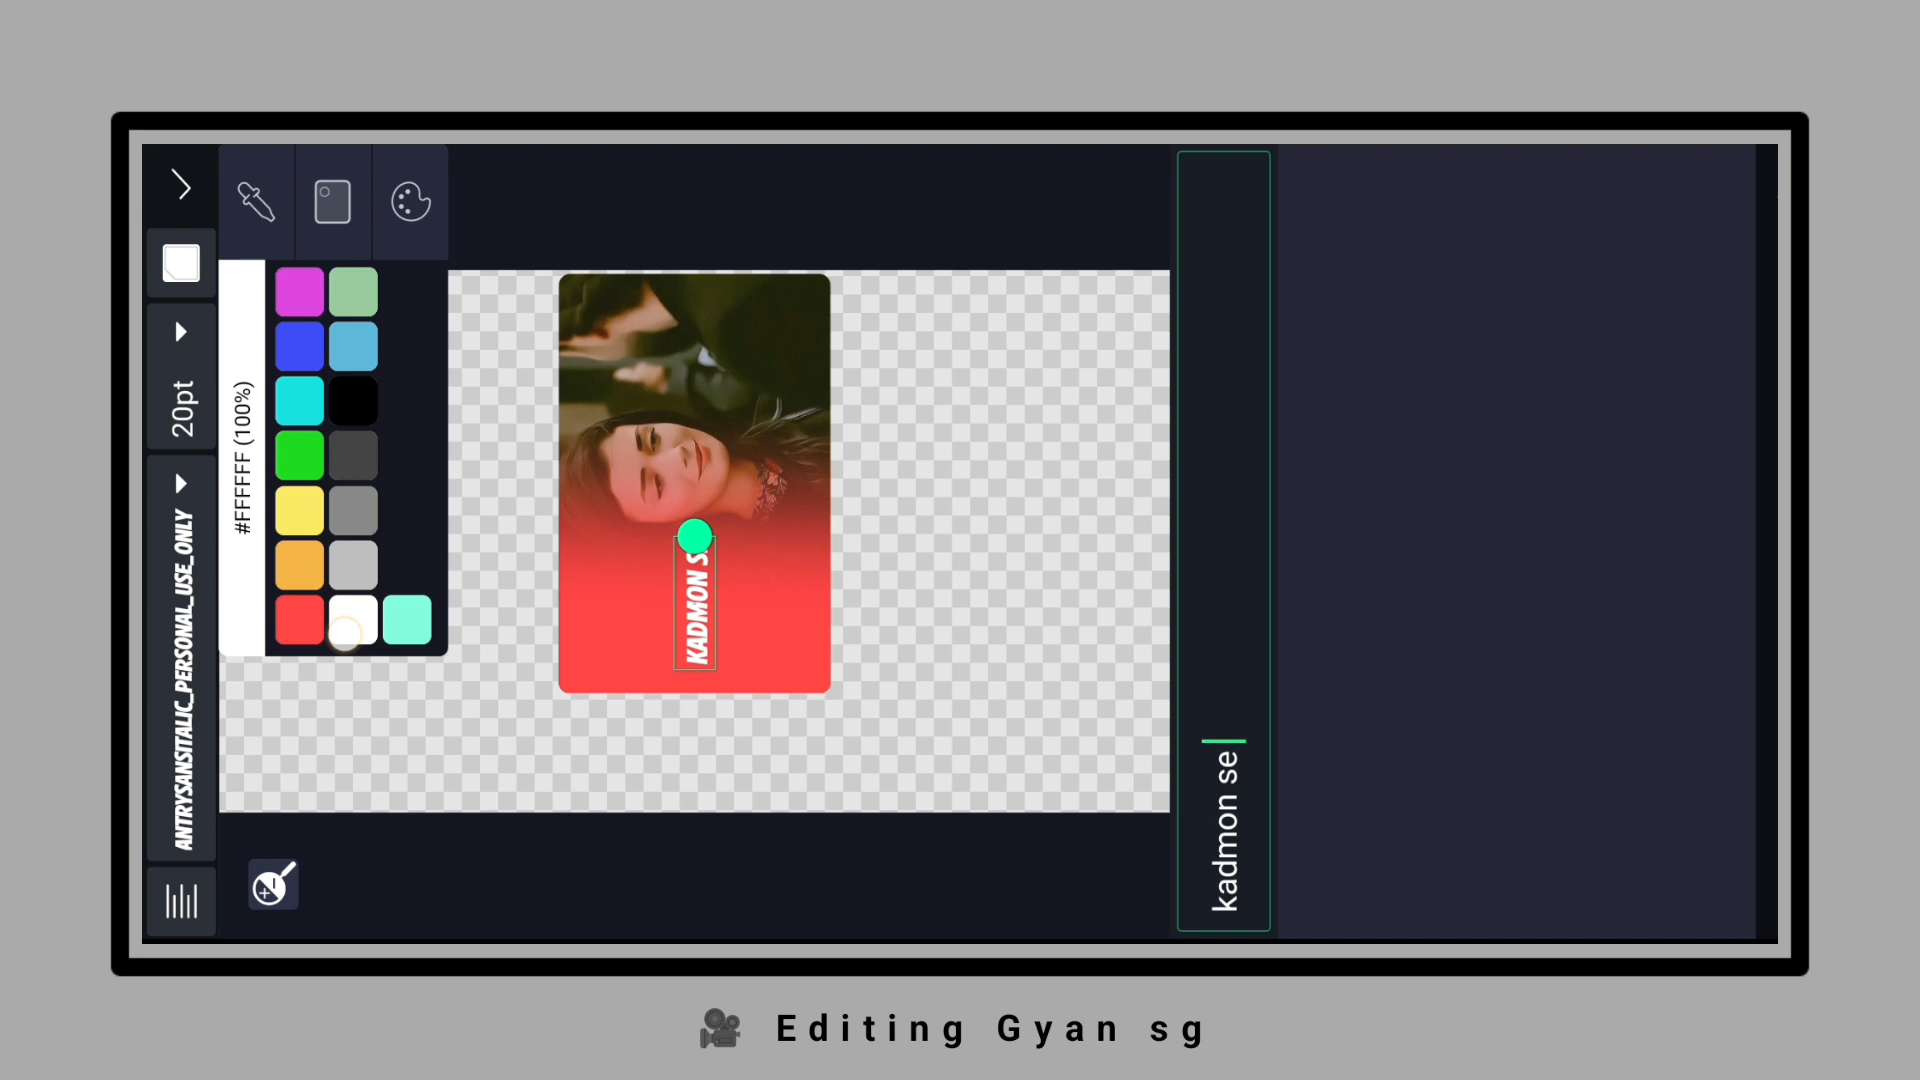 20pt
ANTRYSANSITALIC_PERSONAL_USE_ONLY
#FFFFFF (100%)
KADMON S
kadmon se
Editing Gyan sg